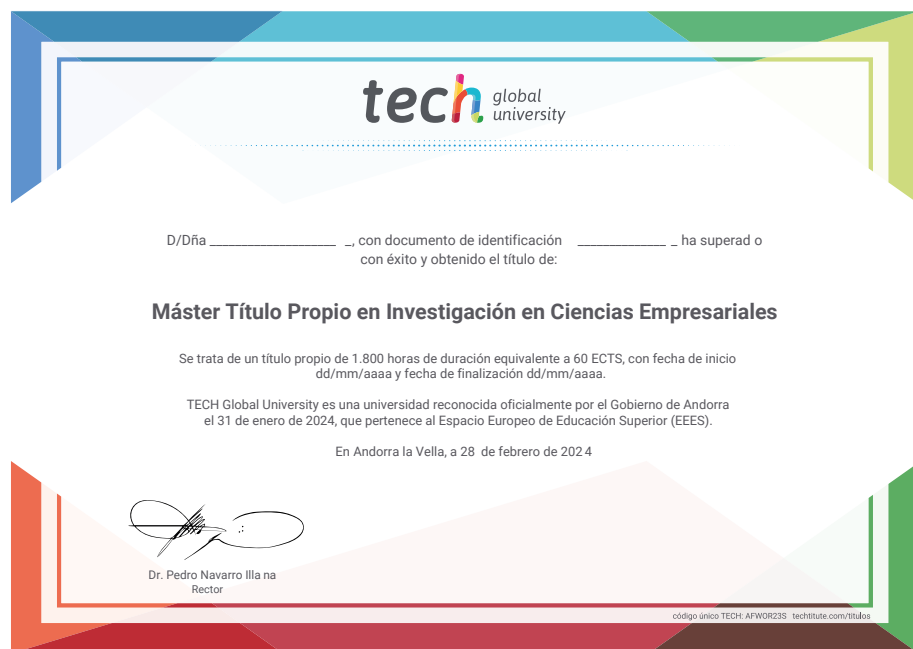 tech global university
D/Dña ____________________ _, con documento de identificación ______________ _ ha superad o
con éxito y obtenido el título de:
Máster Título Propio en Investigación en Ciencias Empresariales
Se trata de un título propio de 1.800 horas de duración equivalente a 60 ECTS, con fecha de inicio
dd/mm/aaaa y fecha de finalización dd/mm/aaaa.
TECH Global University es una universidad reconocida oficialmente por el Gobierno de Andorra
el 31 de enero de 2024, que pertenece al Espacio Europeo de Educación Superior (EEES).
En Andorra la Vella, a 28 de febrero de 2024
Dr. Pedro Navarro Illa na
Rector
código único TECH: AFWOR23S techtitute.com/titulos